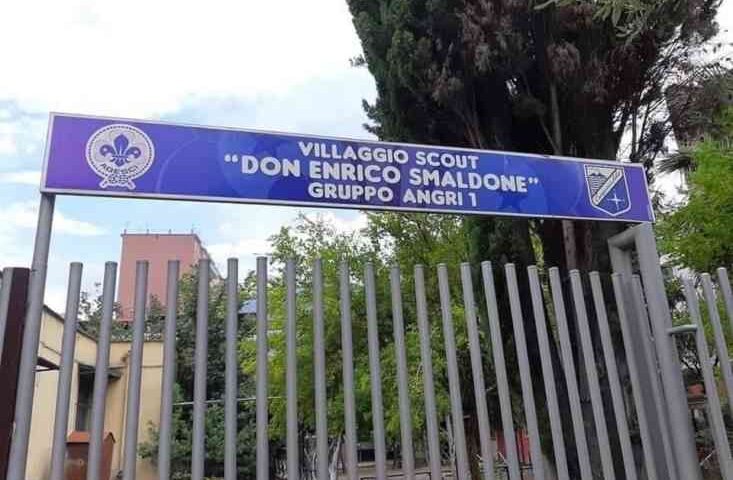 VILLAGGIO SCOUT
"DON ENRICO SMALDONE"
GRUPPO ANGRI 1
AGESCI